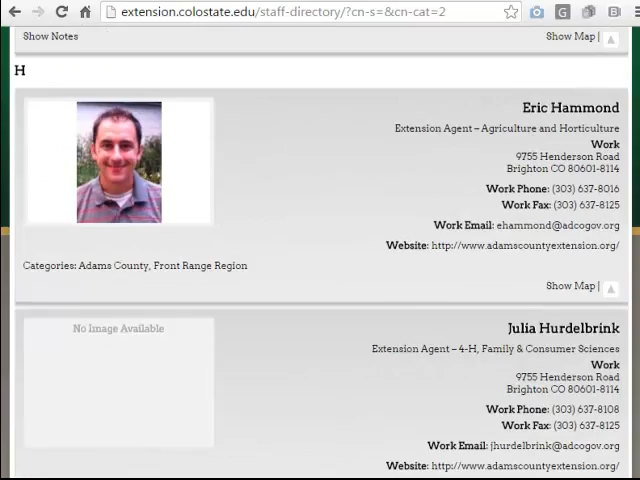 extension.colostate.edu/staff-directory/?cn-s=&cn-cat=2
Show Notes
Show Map |
H
Eric Hammond
Extension Agent – Agriculture and Horticulture
Work
9755 Henderson Road
Brighton CO 80601-8114
Work Phone: (303) 637-8016
Work Fax: (303) 637-8125
Work Email: ehammond@adcogov.org
Website: http://www.adamscountyextension.org/
Categories: Adams County, Front Range Region
Show Map |
No Image Available
Julia Hurdelbrink
Extension Agent – 4-H, Family & Consumer Sciences
Work
9755 Henderson Road
Brighton CO 80601-8114
Work Phone: (303) 637-8108
Work Fax: (303) 637-8125
Work Email: jhurdelbrink@adcogov.org
Website: http://www.adamscountyextension.org/